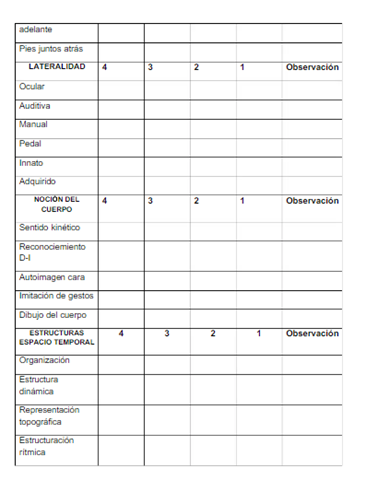 adelante
Pies juntos atrás
LATERALIDAD 4 3 2 1 Observación
Ocular
Auditiva
Manual
Pedal
Innato
Adquirido
NOCIÓN DEL 4 3 2 1 Observación
CUERPO
Sentido kinético
Reconociemiento
D-I
Autoimagen cara
Imitación de gestos
Dibujo del cuerpo
ESTRUCTURAS 4 3 2 1 Observación
ESPACIO TEMPORAL
Organización
Estructura
dinámica
Representación
topográfica
Estructuración
rítmica